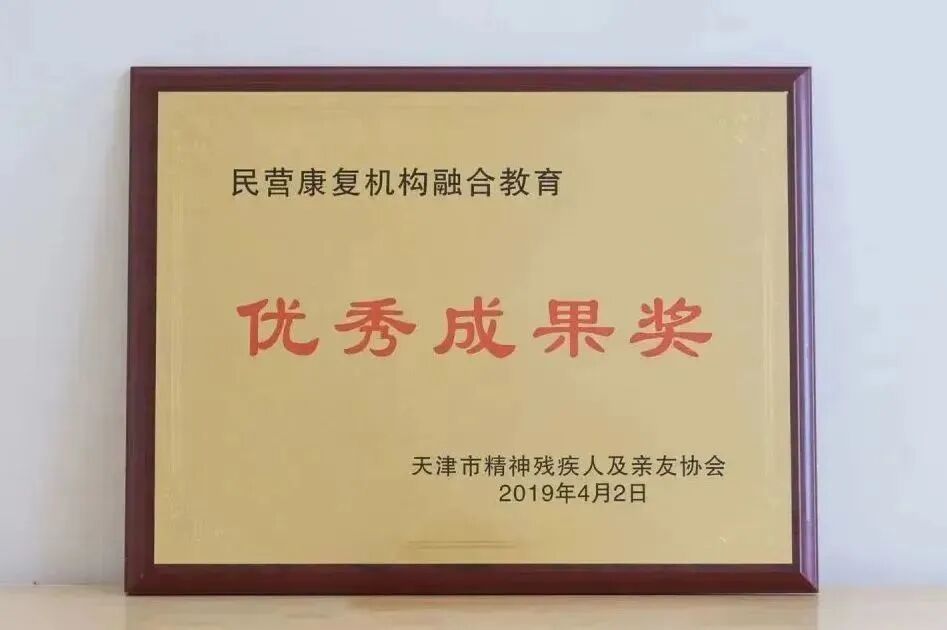 民营康复机构融合教育
优秀成果奖
天津市精神残疾人及亲友协会
2019年4月2日